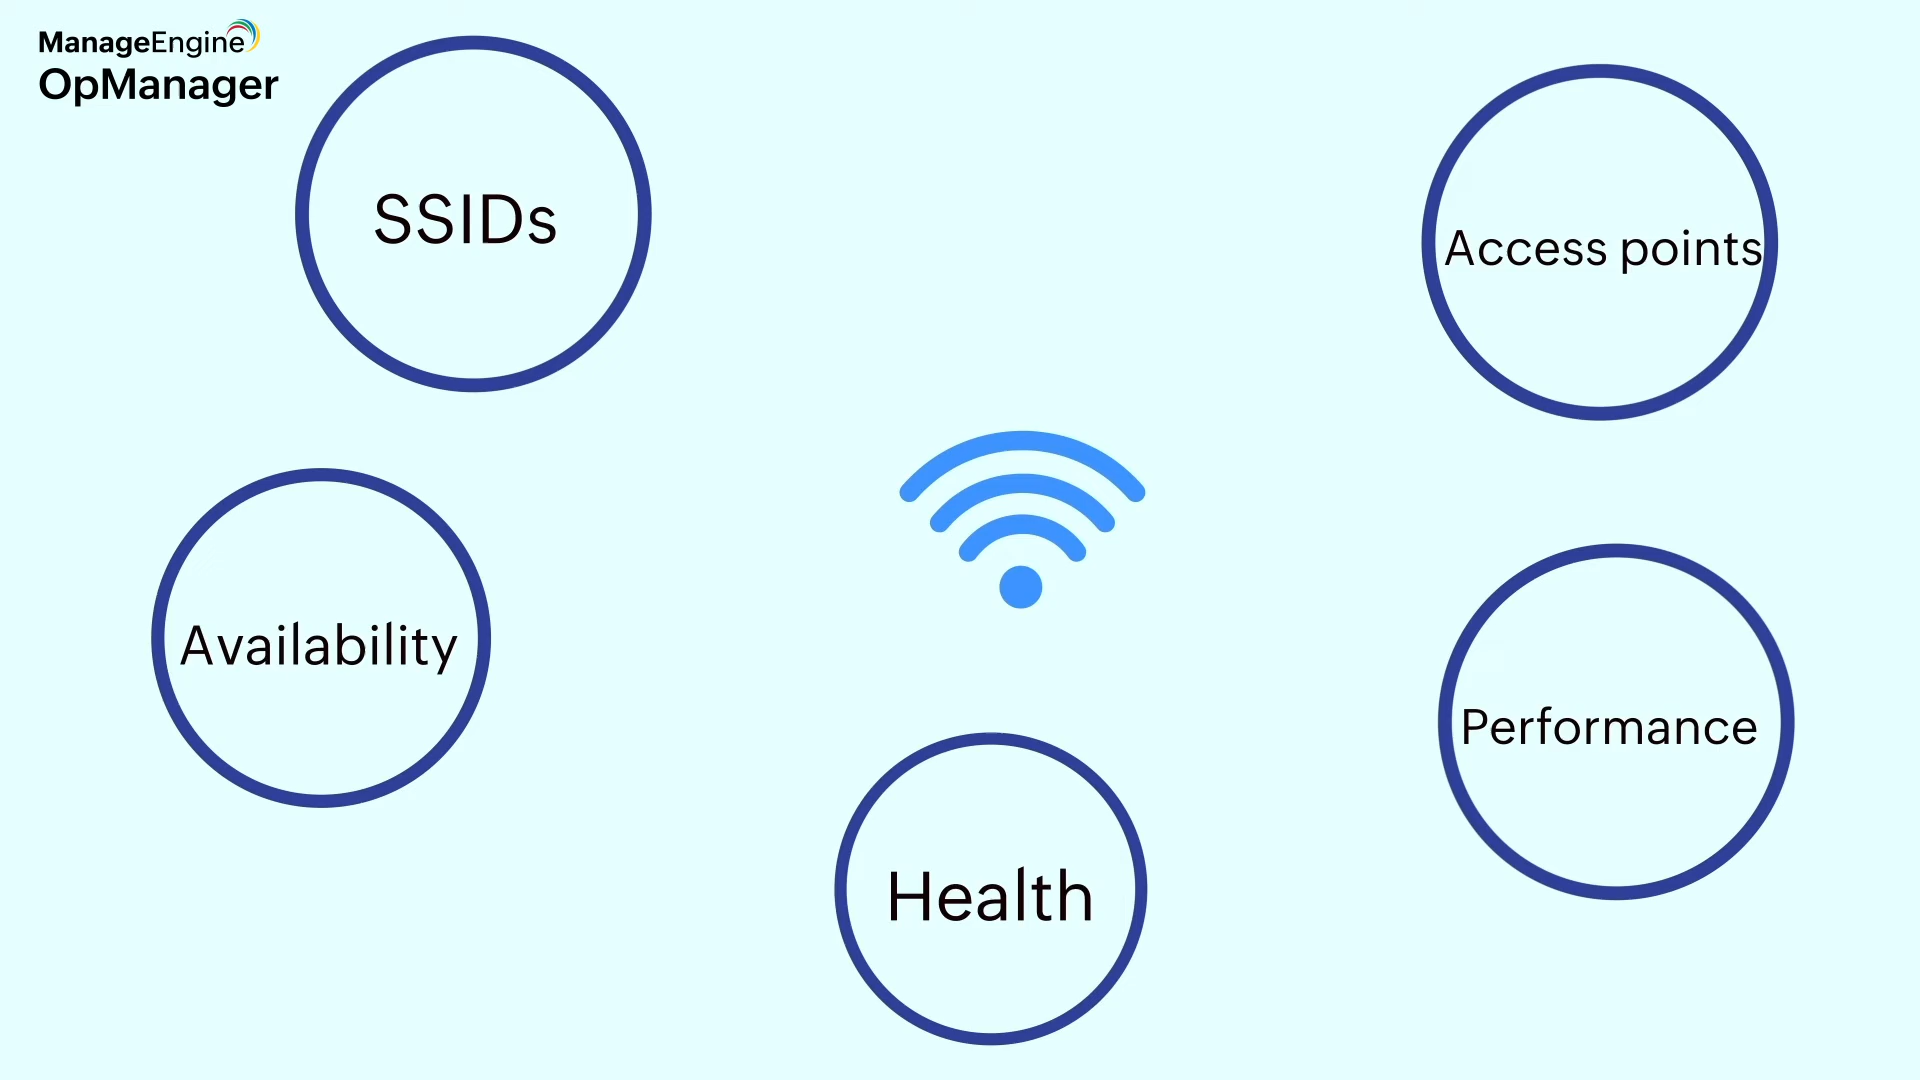 ManageEngine
OpManager
SSIDs
Access points
Availability
Performance
Health